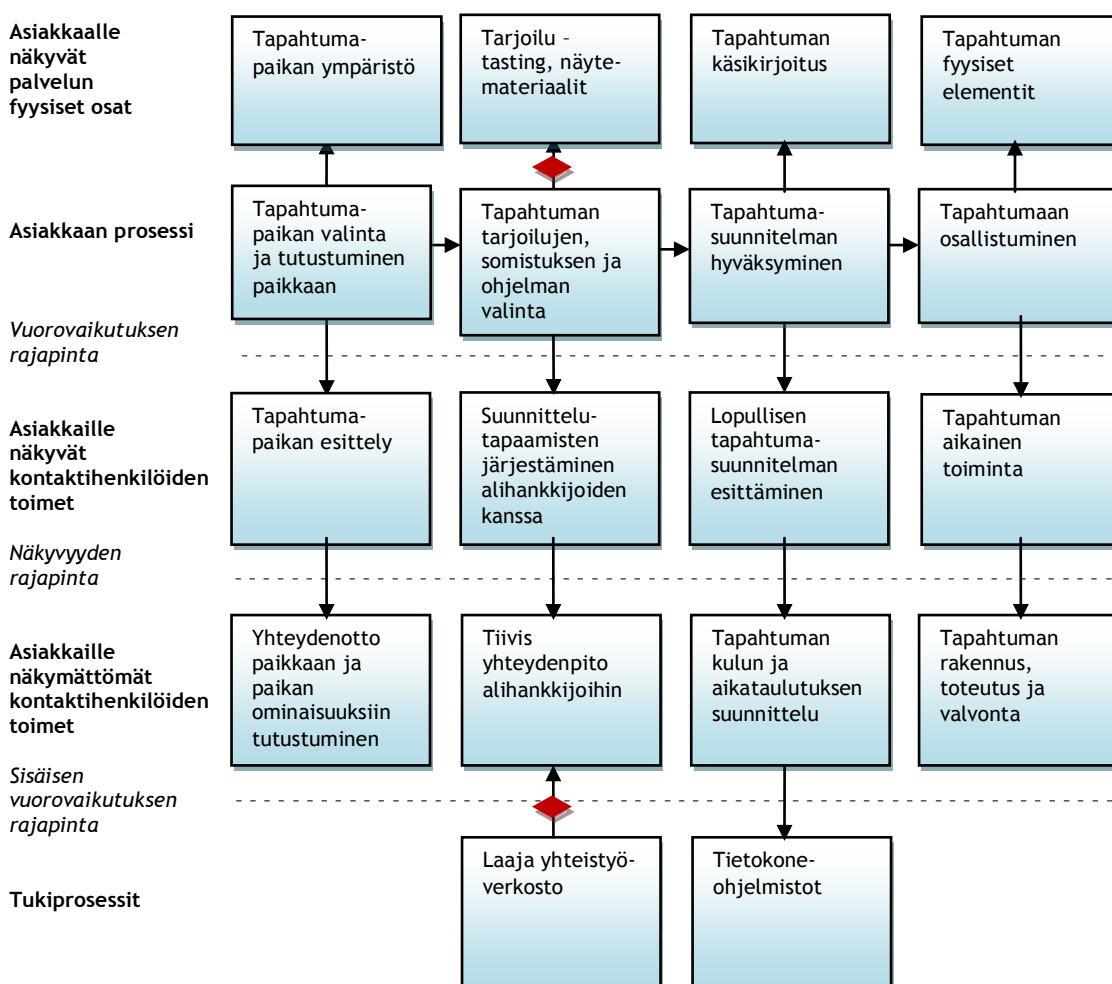 Asiakkaalle
näkyvät
palvelun
fyysiset osat
Tapahtuma-
paikan ympäristö
Tarjoilu –
tasting, näyte-
materiaalit
Tapahtuman
käsikirjoitus
Tapahtuman
fyysiset
elementit
Asiakkaan prosessi
Tapahtuma-
paikan valinta
ja tutustuminen
paikkaan
Tapahtuman
tarjoilujen,
somistuksen ja
ohjelman
valinta
Tapahtuma-
suunnitelman
hyväksyminen
Tapahtumaan
osallistuminen
Vuorovaikutuksen
rajapinta
Asiakkaille
näkyvät
kontaktihenkilöiden
toimet
Tapahtuma-
paikan esittely
Suunnittelu-
tapaamisten
järjestäminen
alihankkijoiden
kanssa
Lopullisen
tapahtuma-
suunnitelman
esittäminen
Tapahtuman
aikainen
toiminta
Näkyvyyden
rajapinta
Asiakkaille
näkymättömät
kontaktihenkilöiden
toimet
Yhteydenotto
paikkaan ja
paikan
ominaisuuksiin
tutustuminen
Tiivis
yhteydenpito
alihankkijoihin
Tapahtuman
kulun ja
aikataulutuksen
suunnittelu
Tapahtuman
rakennus,
toteutus ja
valvonta
Sisäisen
vuorovaikutuksen
rajapinta
Tukiprosessit
Laaja yhteistyö-
verkosto
Tietokone-
ohjelmistot